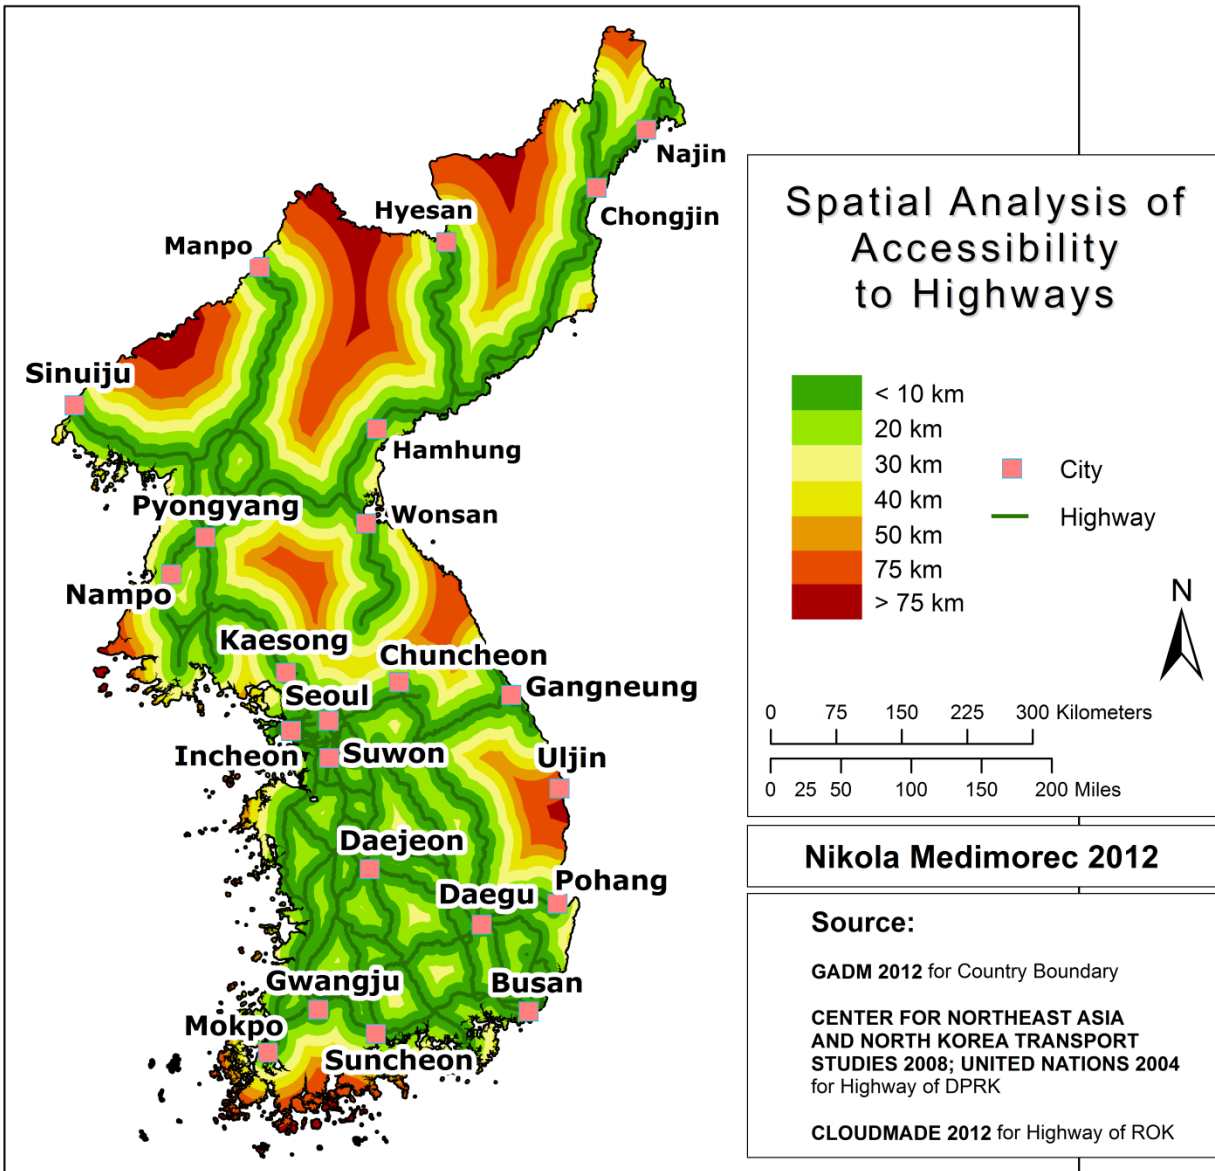 Najin
Chongjin
Hyesan
Manpo
Sinuiju
Hamhung
Pyongyang
Wonsan
Nampo
Kaesong
Chuncheon
Seoul
Gangneung
Incheon
Suwon
Uljin
Daejeon
Daegu
Pohang
Gwangju
Busan
Mokpo
Suncheon
Spatial Analysis of
Accessibility
to Highways
< 10 km
20 km
30 km
40 km
50 km
75 km
> 75 km
City
Highway
N
0 75 150 225 300 Kilometers
0 25 50 100 150 200 Miles
Nikola Medimorec 2012
Source:
GADM 2012 for Country Boundary
CENTER FOR NORTHEAST ASIA
AND NORTH KOREA TRANSPORT
STUDIES 2008; UNITED NATIONS 2004
for Highway of DPRK
CLOUDMADE 2012 for Highway of ROK